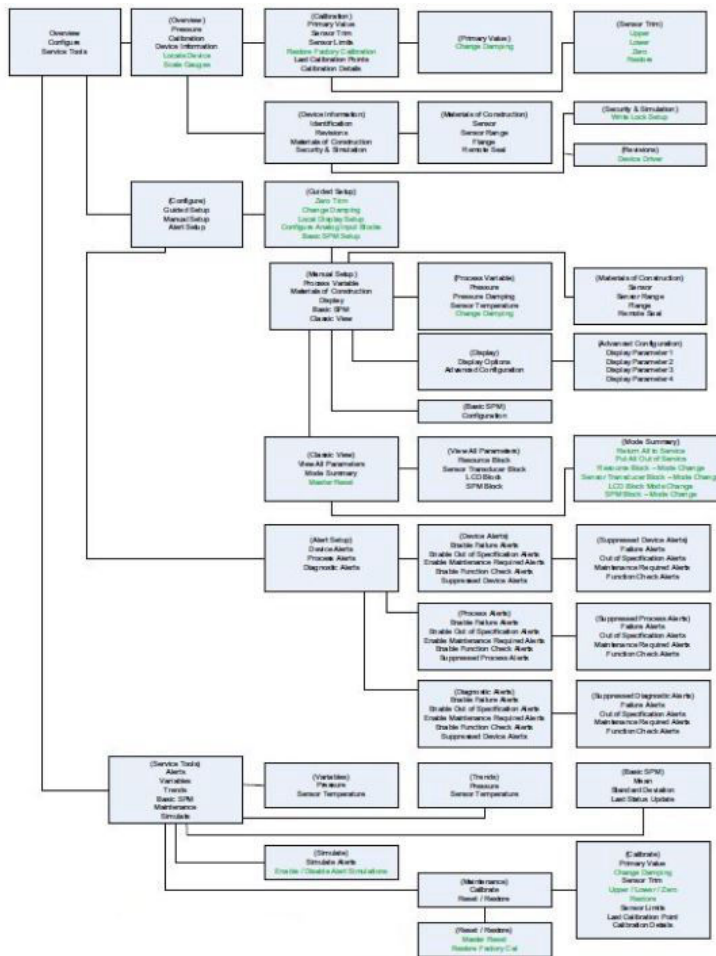 Overview
Configure
Service Tools
(Overview)
Pressure
Calibration
Device Information
Locate Device
Scale Gauges
(Calibration)
Primary Value
Sensor Trim
Sensor Limits
Restore Factory Calibration
Last Calibration Points
Calibration Details
(Primary Value)
Change Damping
(Sensor Trim)
Upper
Lower
Zero
Restore
(Device Information)
Identification
Revisions
Materials of Construction
Security & Simulation
(Materials of Construction)
Sensor
Sensor Range
Flange
Remote Seal
(Security & Simulation)
Write Lock Setup
(Revisions)
Device Driver
(Configure)
Guided Setup
Manual Setup
Alert Setup
(Guided Setup)
Zero Trim
Change Damping
Local Display Setup
Configure Analog Input Blocks
Basic SPM Setup
(Manual Setup)
Process Variable
Materials of Construction
Display
Basic SPM
Classic View
(Process Variable)
Pressure
Pressure Damping
Sensor Temperature
Change Damping
(Materials of Construction)
Sensor
Sensor Range
Flange
Remote Seal
(Display)
Display Options
Advanced Configuration
(Advanced Configuration)
Display Parameter 1
Display Parameter 2
Display Parameter 3
Display Parameter 4
(Basic SPM)
Configuration
(Classic View)
View All Parameters
Mode Summary
Master Reset
(View All Parameters)
Resource Block
Sensor Transducer Block
LCD Block
SPM Block
(Mode Summary)
Return All to Service
Put All Out of Service
Resource Block – Mode Change
Sensor Transducer Block – Mode Chang
LCD Block Mode Change
SPM Block – Mode Change
(Alert Setup)
Device Alerts
Process Alerts
Diagnostic Alerts
(Device Alerts)
Enable Failure Alerts
Enable Out of Specification Alerts
Enable Maintenance Required Alerts
Enable Function Check Alerts
Suppressed Device Alerts
(Suppressed Device Alerts)
Failure Alerts
Out of Specification Alerts
Maintenance Required Alerts
Function Check Alerts
(Process Alerts)
Enable Failure Alerts
Enable Out of Specification Alerts
Enable Maintenance Required Alerts
Enable Function Check Alerts
Suppressed Process Alerts
(Suppressed Process Alerts)
Failure Alerts
Out of Specification Alerts
Maintenance Required Alerts
Function Check Alerts
(Diagnostic Alerts)
Enable Failure Alerts
Enable Out of Specification Alerts
Enable Maintenance Required Alerts
Enable Function Check Alerts
Suppressed Device Alerts
(Suppressed Diagnostic Alerts)
Failure Alerts
Out of Specification Alerts
Maintenance Required Alerts
Function Check Alerts
(Service Tools)
Alerts
Variables
Trends
Basic SPM
Maintenance
Simulate
(Variables)
Pressure
Sensor Temperature
(Trends)
Pressure
Sensor Temperature
(Basic SPM)
Mean
Standard Deviation
Last Status Update
(Simulate)
Simulate Alerts
Enable / Disable Alert Simulations
(Maintenance)
Calibrate
Reset / Restore
(Calibrate)
Primary Value
Change Damping
Sensor Trim
Upper / Lower / Zero
Restore
Sensor Limits
Last Calibration Point
Calibration Details
(Reset / Restore)
Master Reset
Restore Factory Cal